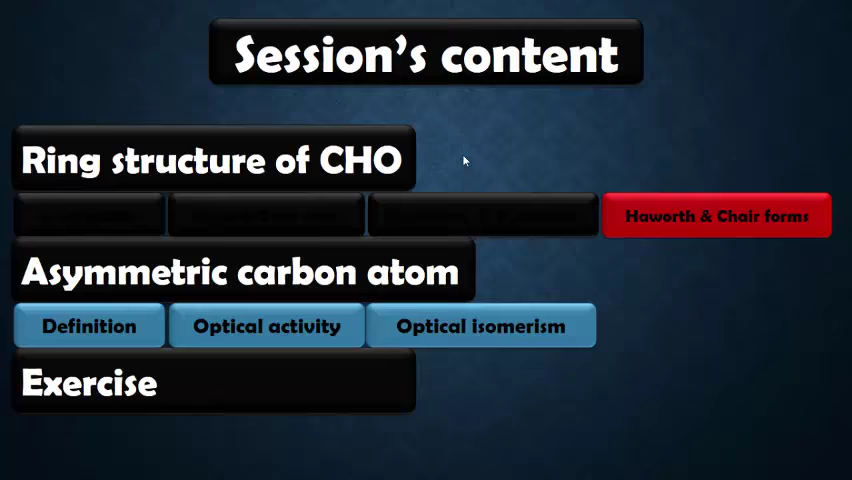 Session's content
Ring structure of CHO
Haworth & Chair forms
Asymmetric carbon atom
Definition
Optical activity
Optical isomerism
Exercise